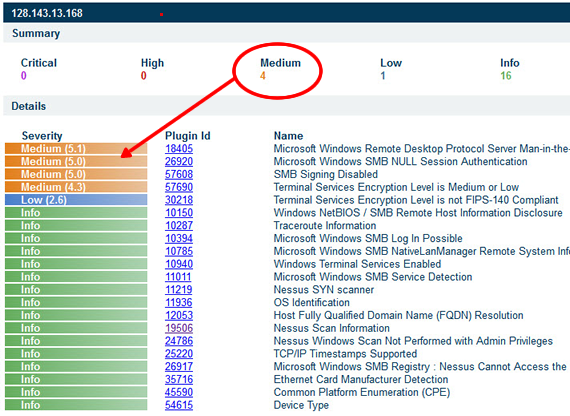 128.143.13.168
Summary
Critical High Medium Low Info
0 0 4 1 16
Details
Severity Plugin Id Name
Medium (5.1) 18405 Microsoft Windows Remote Desktop Protocol Server Man-in-the-
Medium (5.0) 26920 Microsoft Windows SMB NULL Session Authentication
Medium (5.0) 57608 SMB Signing Disabled
Medium (4.3) 57690 Terminal Services Encryption Level is Medium or Low
Low (2.6) 30218 Terminal Services Encryption Level is not FIPS-140 Compliant
Info 10150 Windows NetBIOS / SMB Remote Host Information Disclosure
Info 10287 Traceroute Information
Info 10394 Microsoft Windows SMB Log In Possible
Info 10785 Microsoft Windows SMB NativeLanManager Remote System Info
Info 10940 Windows Terminal Services Enabled
Info 11011 Microsoft Windows SMB Service Detection
Info 11219 Nessus SYN scanner
Info 11936 OS Identification
Info 12053 Host Fully Qualified Domain Name (FQDN) Resolution
Info 19506 Nessus Scan Information
Info 24786 Nessus Windows Scan Not Performed with Admin Privileges
Info 25220 TCP/IP Timestamps Supported
Info 26917 Microsoft Windows SMB Registry : Nessus Cannot Access the
Info 35716 Ethernet Card Manufacturer Detection
Info 45590 Common Platform Enumeration (CPE)
Info 54615 Device Type